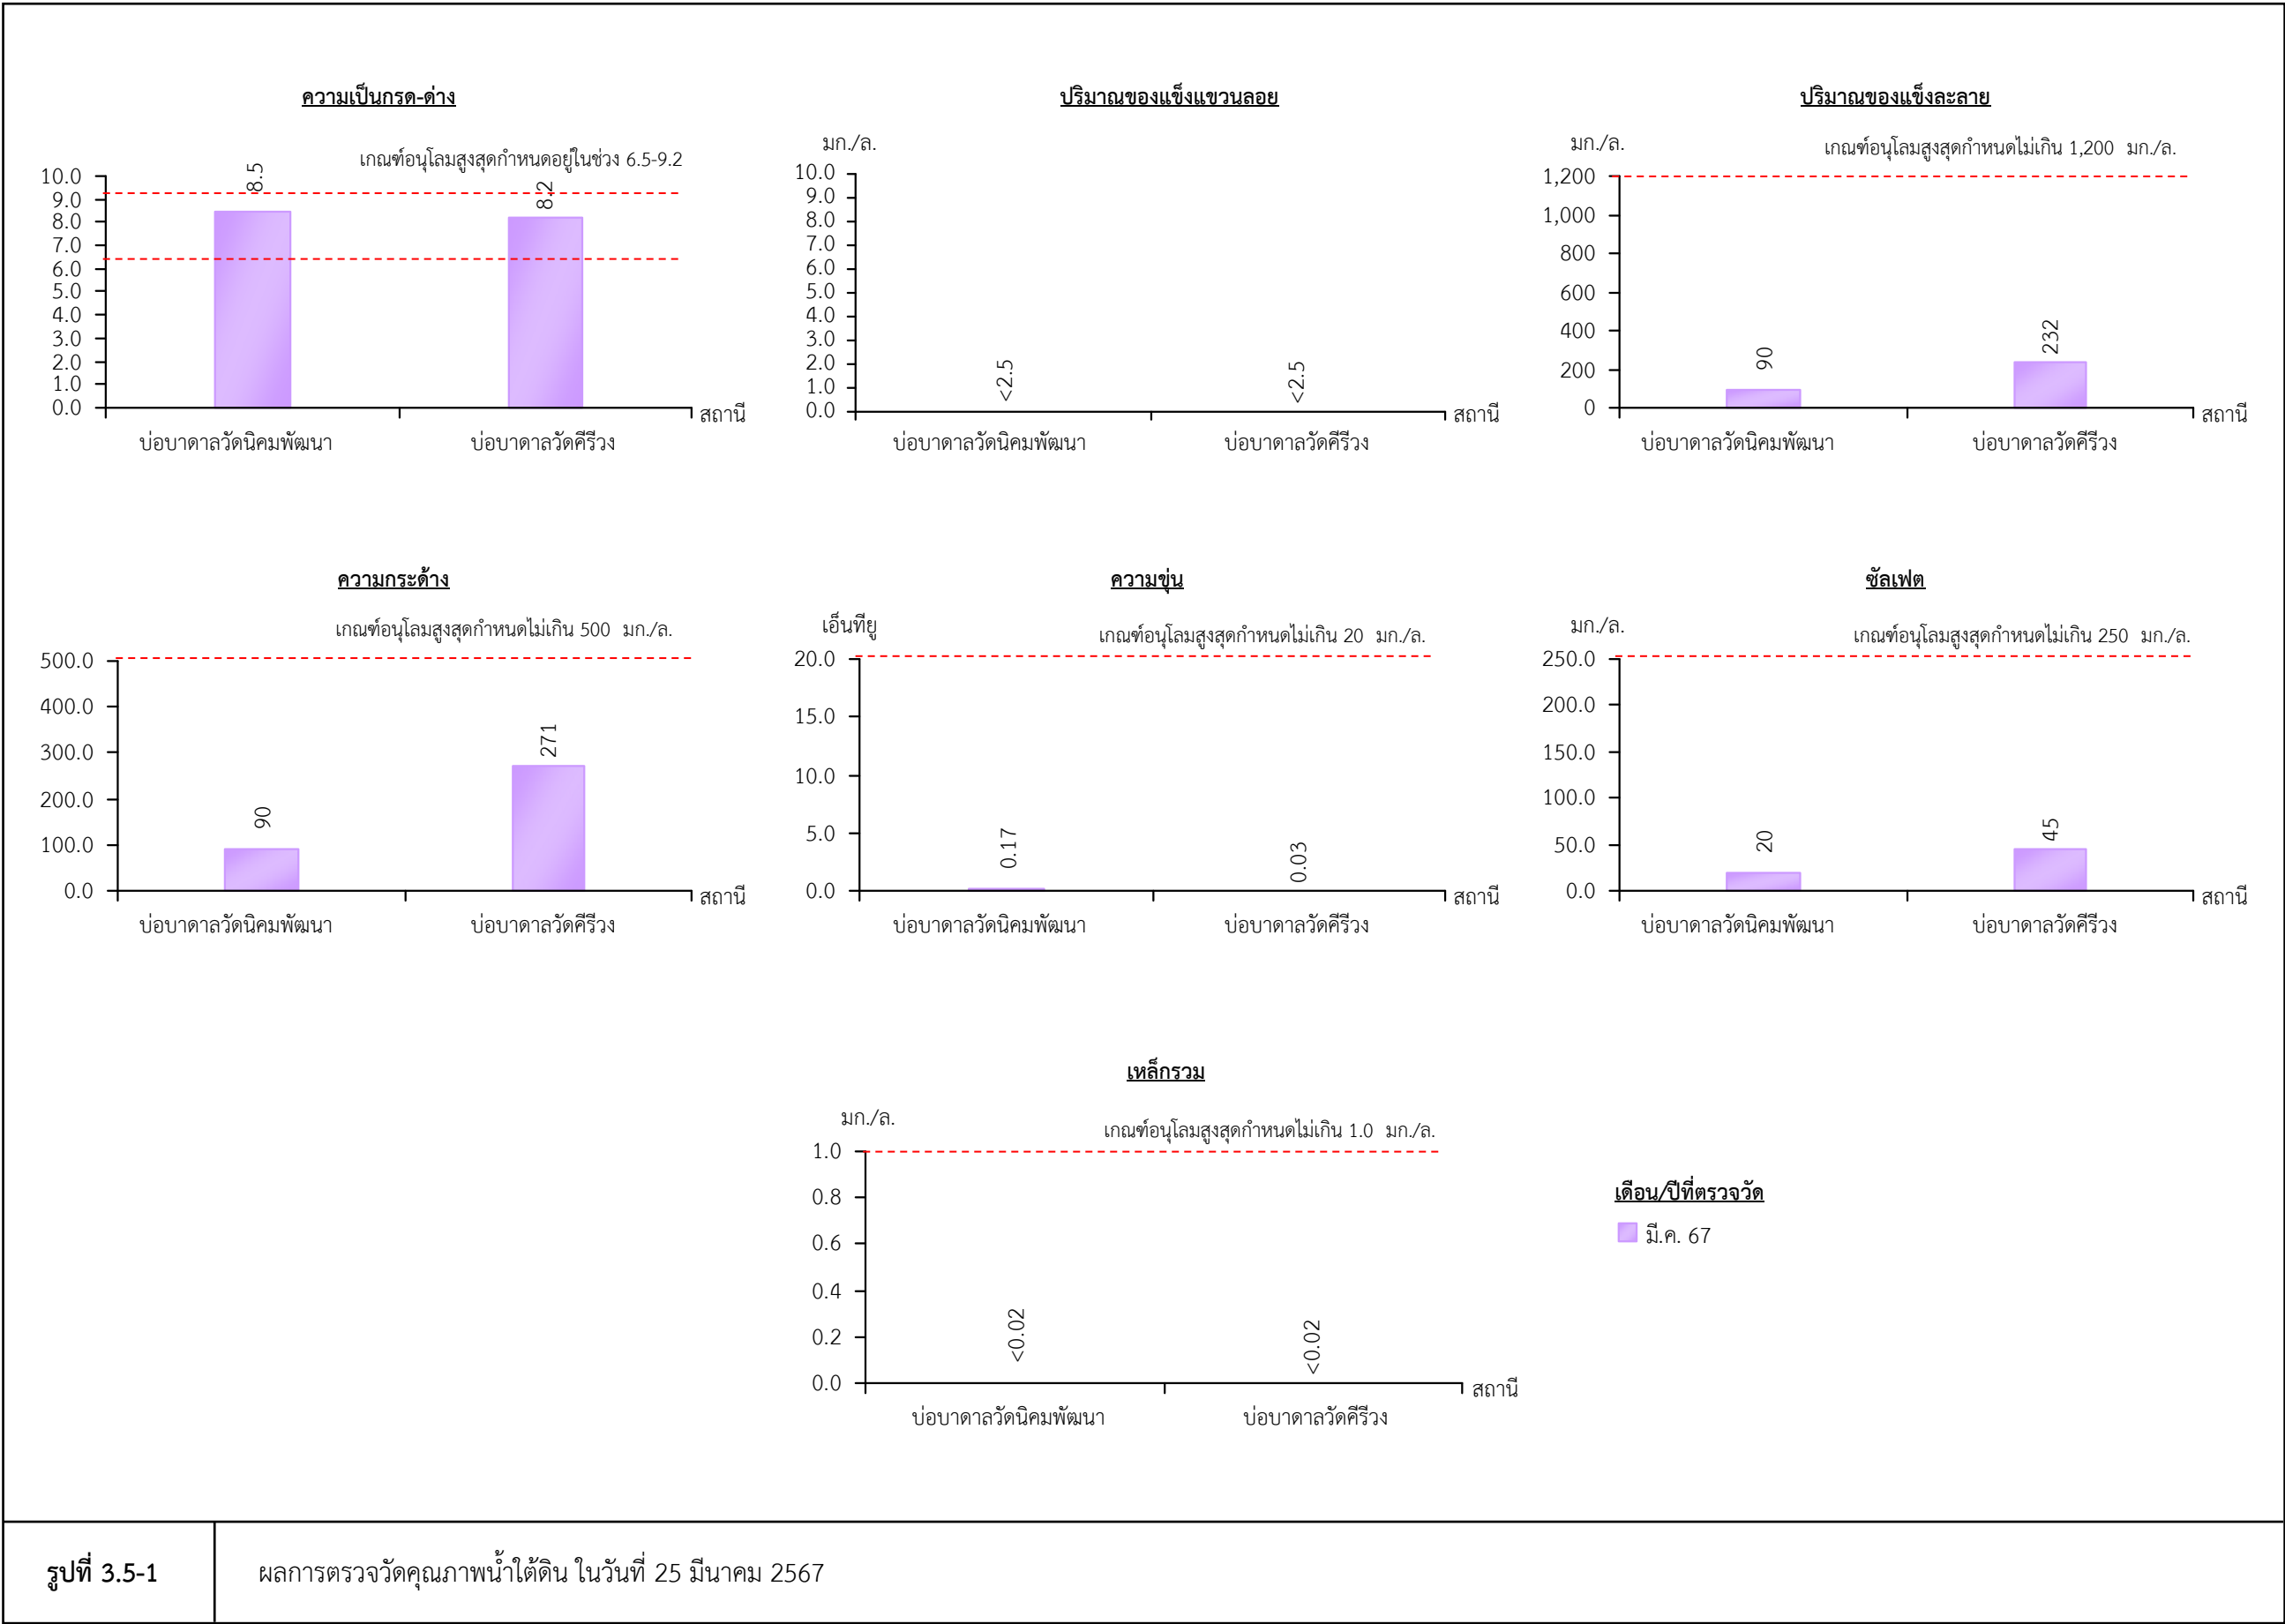 ความเป็นกรด-ด่าง
เกณฑ์อนุโลมสูงสุดกำหนดอยู่ในช่วง 6.5-9.2
10.0
9.0
8.0
7.0
6.0
5.0
4.0
3.0
2.0
1.0
0.0
8.5
8.2
สถานี
บ่อบาดาลวัดนิคมพัฒนา บ่อบาดาลวัดคีรีวง
ปริมาณของแข็งแขวนลอย
มก./ล.
10.0
9.0
8.0
7.0
6.0
5.0
4.0
3.0
2.0
1.0
0.0
<2.5
<2.5
สถานี
บ่อบาดาลวัดนิคมพัฒนา บ่อบาดาลวัดคีรีวง
ปริมาณของแข็งละลาย
มก./ล.
เกณฑ์อนุโลมสูงสุดกำหนดไม่เกิน 1,200 มก./ล.
1,200
1,000
800
600
400
200
0
90
232
สถานี
บ่อบาดาลวัดนิคมพัฒนา บ่อบาดาลวัดคีรีวง
ความกระด้าง
เกณฑ์อนุโลมสูงสุดกำหนดไม่เกิน 500 มก./ล.
500.0
400.0
300.0
200.0
100.0
0.0
90
271
สถานี
บ่อบาดาลวัดนิคมพัฒนา บ่อบาดาลวัดคีรีวง
ความขุ่น
เอ็นทียู
เกณฑ์อนุโลมสูงสุดกำหนดไม่เกิน 20 มก./ล.
20.0
15.0
10.0
5.0
0.0
0.17
0.03
สถานี
บ่อบาดาลวัดนิคมพัฒนา บ่อบาดาลวัดคีรีวง
ซัลเฟต
มก./ล.
เกณฑ์อนุโลมสูงสุดกำหนดไม่เกิน 250 มก./ล.
250.0
200.0
150.0
100.0
50.0
0.0
20
45
สถานี
บ่อบาดาลวัดนิคมพัฒนา บ่อบาดาลวัดคีรีวง
เหล็กรวม
มก./ล.
เกณฑ์อนุโลมสูงสุดกำหนดไม่เกิน 1.0 มก./ล.
1.0
0.8
0.6
0.4
0.2
0.0
<0.02
<0.02
สถานี
บ่อบาดาลวัดนิคมพัฒนา บ่อบาดาลวัดคีรีวง
เดือน/ปีที่ตรวจวัด
มี.ค. 67
รูปที่ 3.5-1 ผลการตรวจวัดคุณภาพน้ำใต้ดิน ในวันที่ 25 มีนาคม 2567